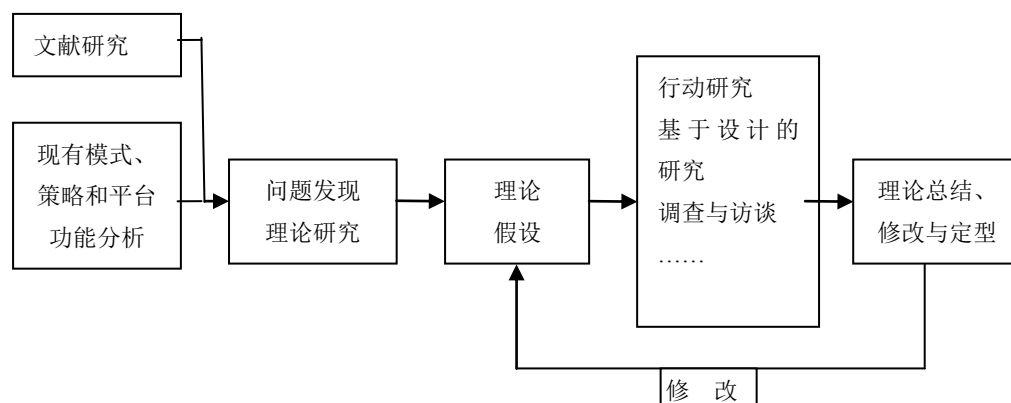 文献研究
现有模式、
策略和平台
功能分析
问题发现
理论研究
理论
假设
行动研究
基于设计的
研究
调查与访谈
……
理论总结、
修改与定型
修 改